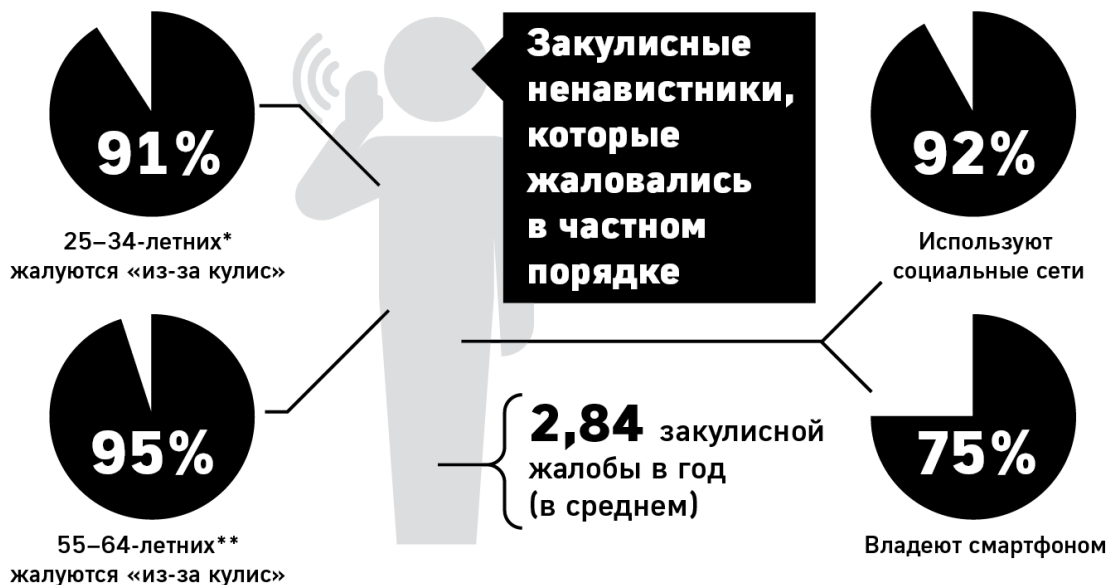 91%
25–34-летних*
жалуются «из-за кулис»
95%
55–64-летних**
жалуются «из-за кулис»
Закулисные
ненавистники,
которые
жаловались
в частном
порядке
2,84 закулисной
жалобы в год
(в среднем)
92%
Используют
социальные сети
75%
Владеют смартфоном